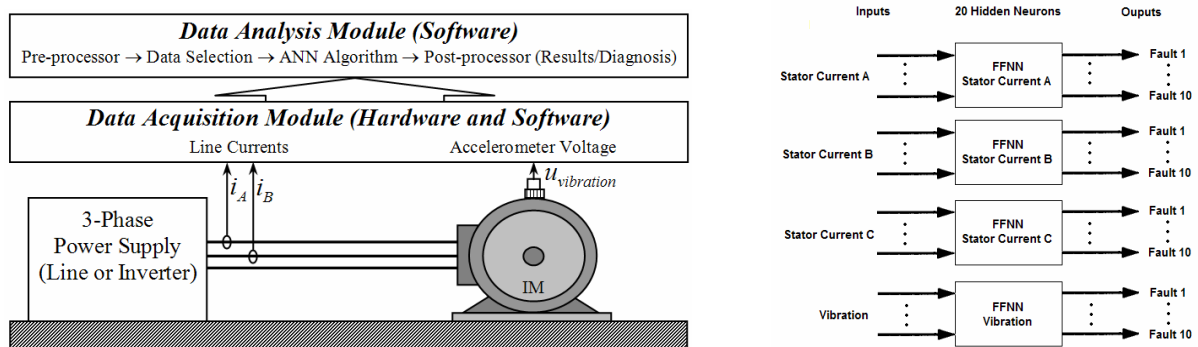 Data Analysis Module (Software)
Pre-processor → Data Selection → ANN Algorithm → Post-processor (Results/Diagnosis)
Data Acquisition Module (Hardware and Software)
Line Currents
Accelerometer Voltage
iA
iB
uvibration
3-Phase
Power Supply
(Line or Inverter)
IM
Inputs
20 Hidden Neurons
Ouputs
Stator Current A
FFNN
Stator Current A
Fault 1
Fault 10
Stator Current B
FFNN
Stator Current B
Fault 1
Fault 10
Stator Current C
FFNN
Stator Current C
Fault 1
Fault 10
Vibration
FFNN
Vibration
Fault 1
Fault 10